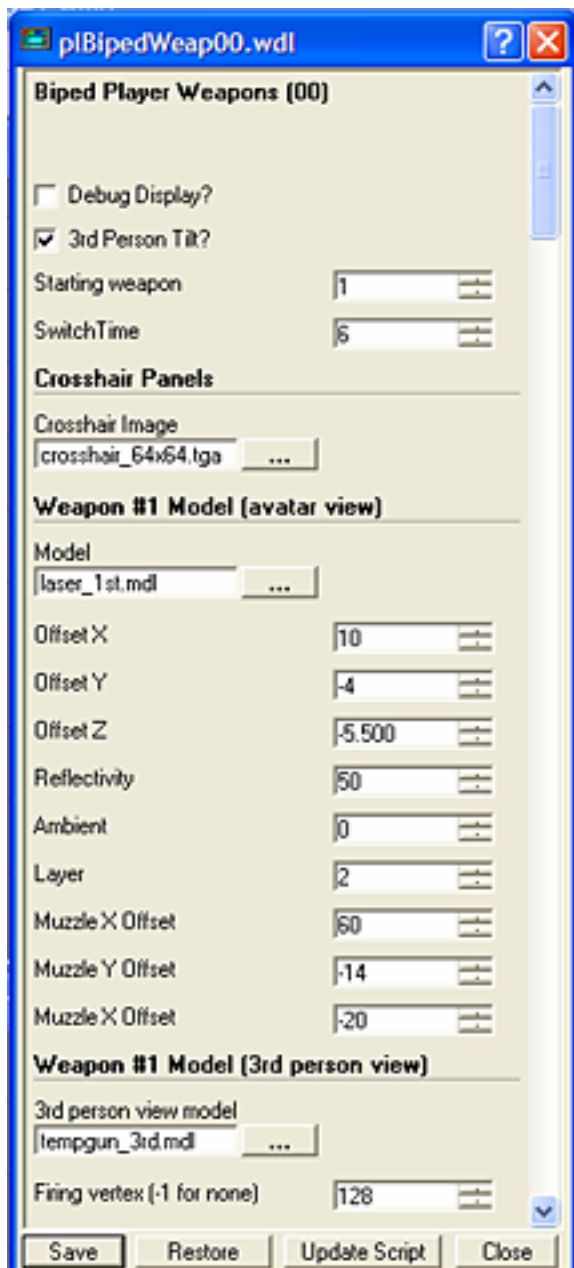 plBipedWeap00.wdl
Biped Player Weapons (00)
Debug Display?
3rd Person Tilt?
Starting weapon 1
SwitchTime 6
Crosshair Panels
Crosshair Image
crosshair_64x64.tga ...
Weapon #1 Model (avatar view)
Model
laser_1st.mdl ...
Offset X 10
Offset Y -4
Offset Z -5.500
Reflectivity 50
Ambient 0
Layer 2
Muzzle X Offset 60
Muzzle Y Offset -14
Muzzle X Offset -20
Weapon #1 Model (3rd person view)
3rd person view model
tempgun_3rd.mdl ...
Firing vertex (-1 for none) 128
Save Restore Update Script Close